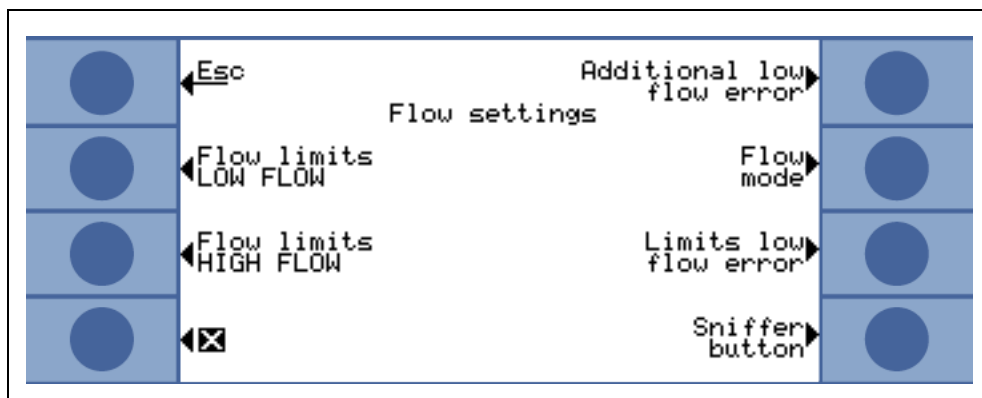 Esc
Additional low
flow error
Flow settings
Flow limits
LOW FLOW
Flow
mode
Flow limits
HIGH FLOW
Limits low
flow error
Sniffer
button